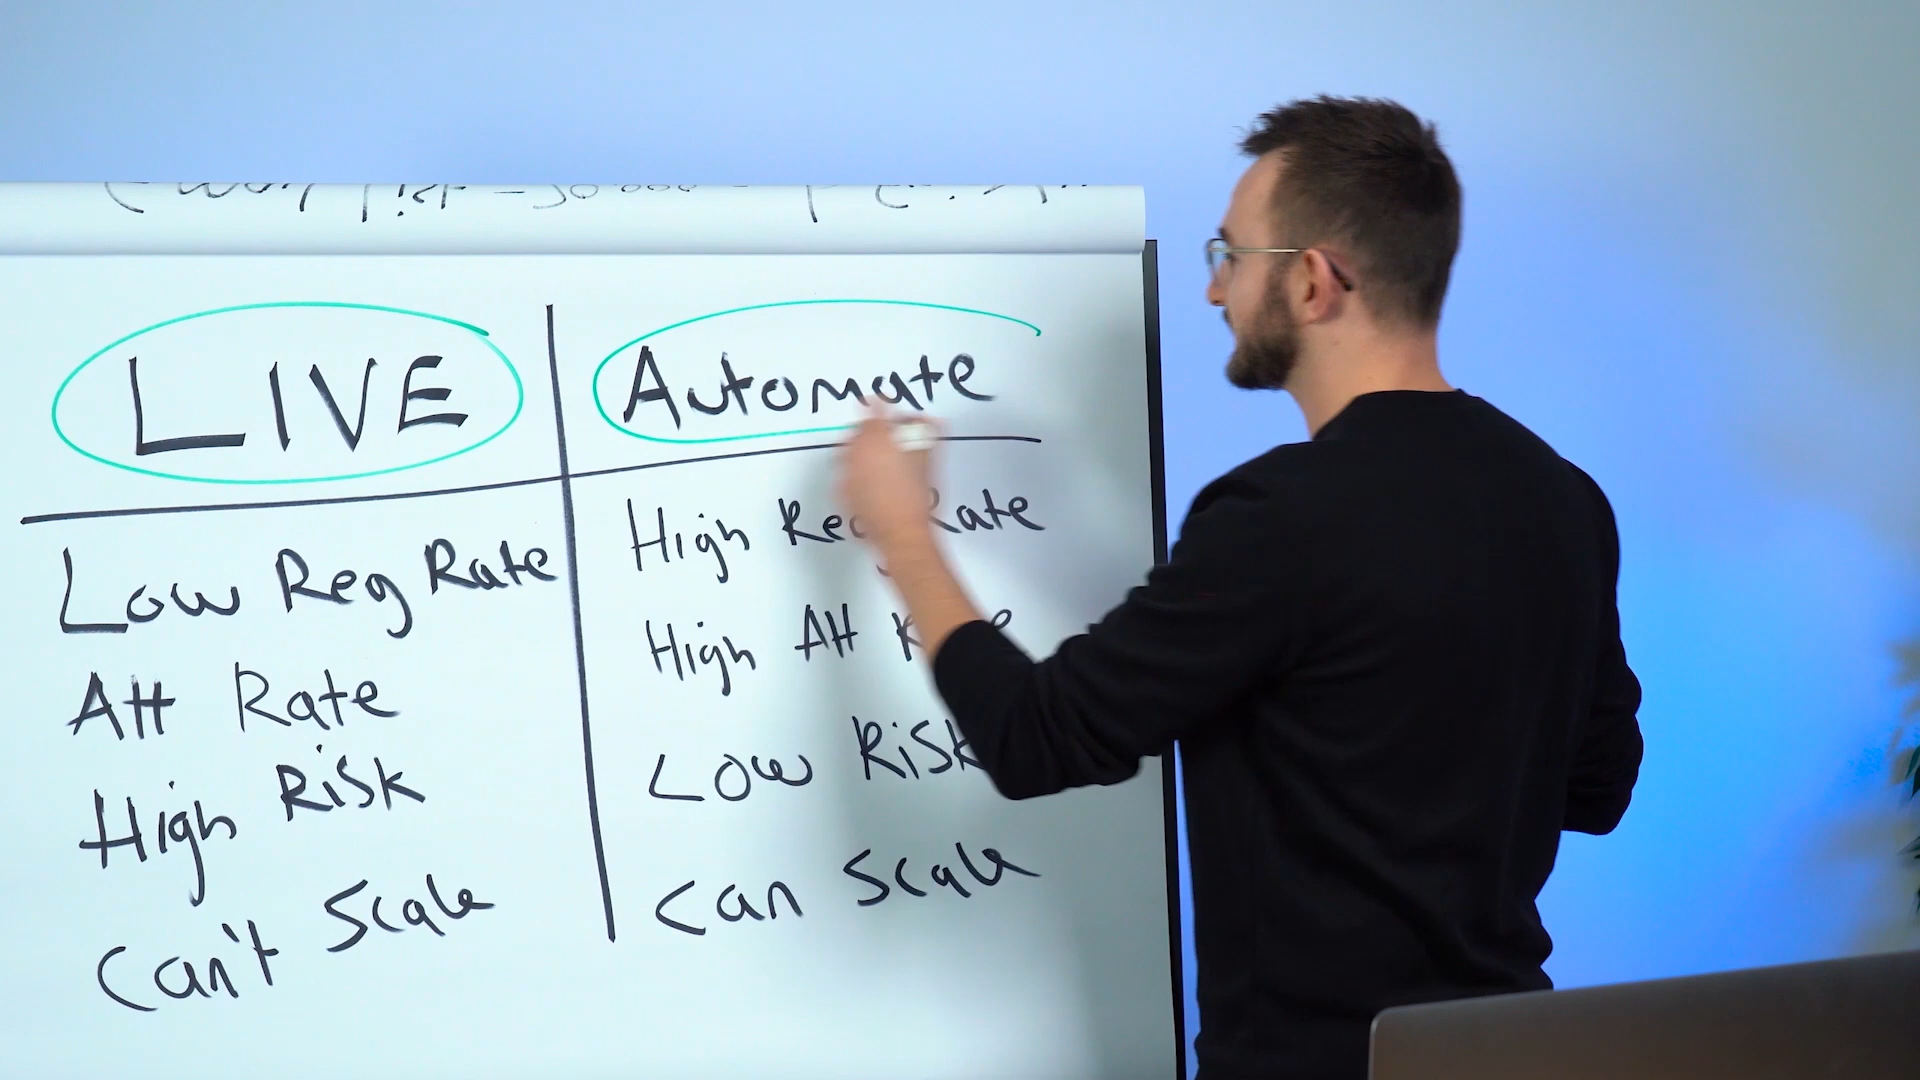 LIVE
Automate
Low Reg Rate
High Rate
Att Rate
High Att
High Risk
Low Risk
Can't Scale
Can Scale